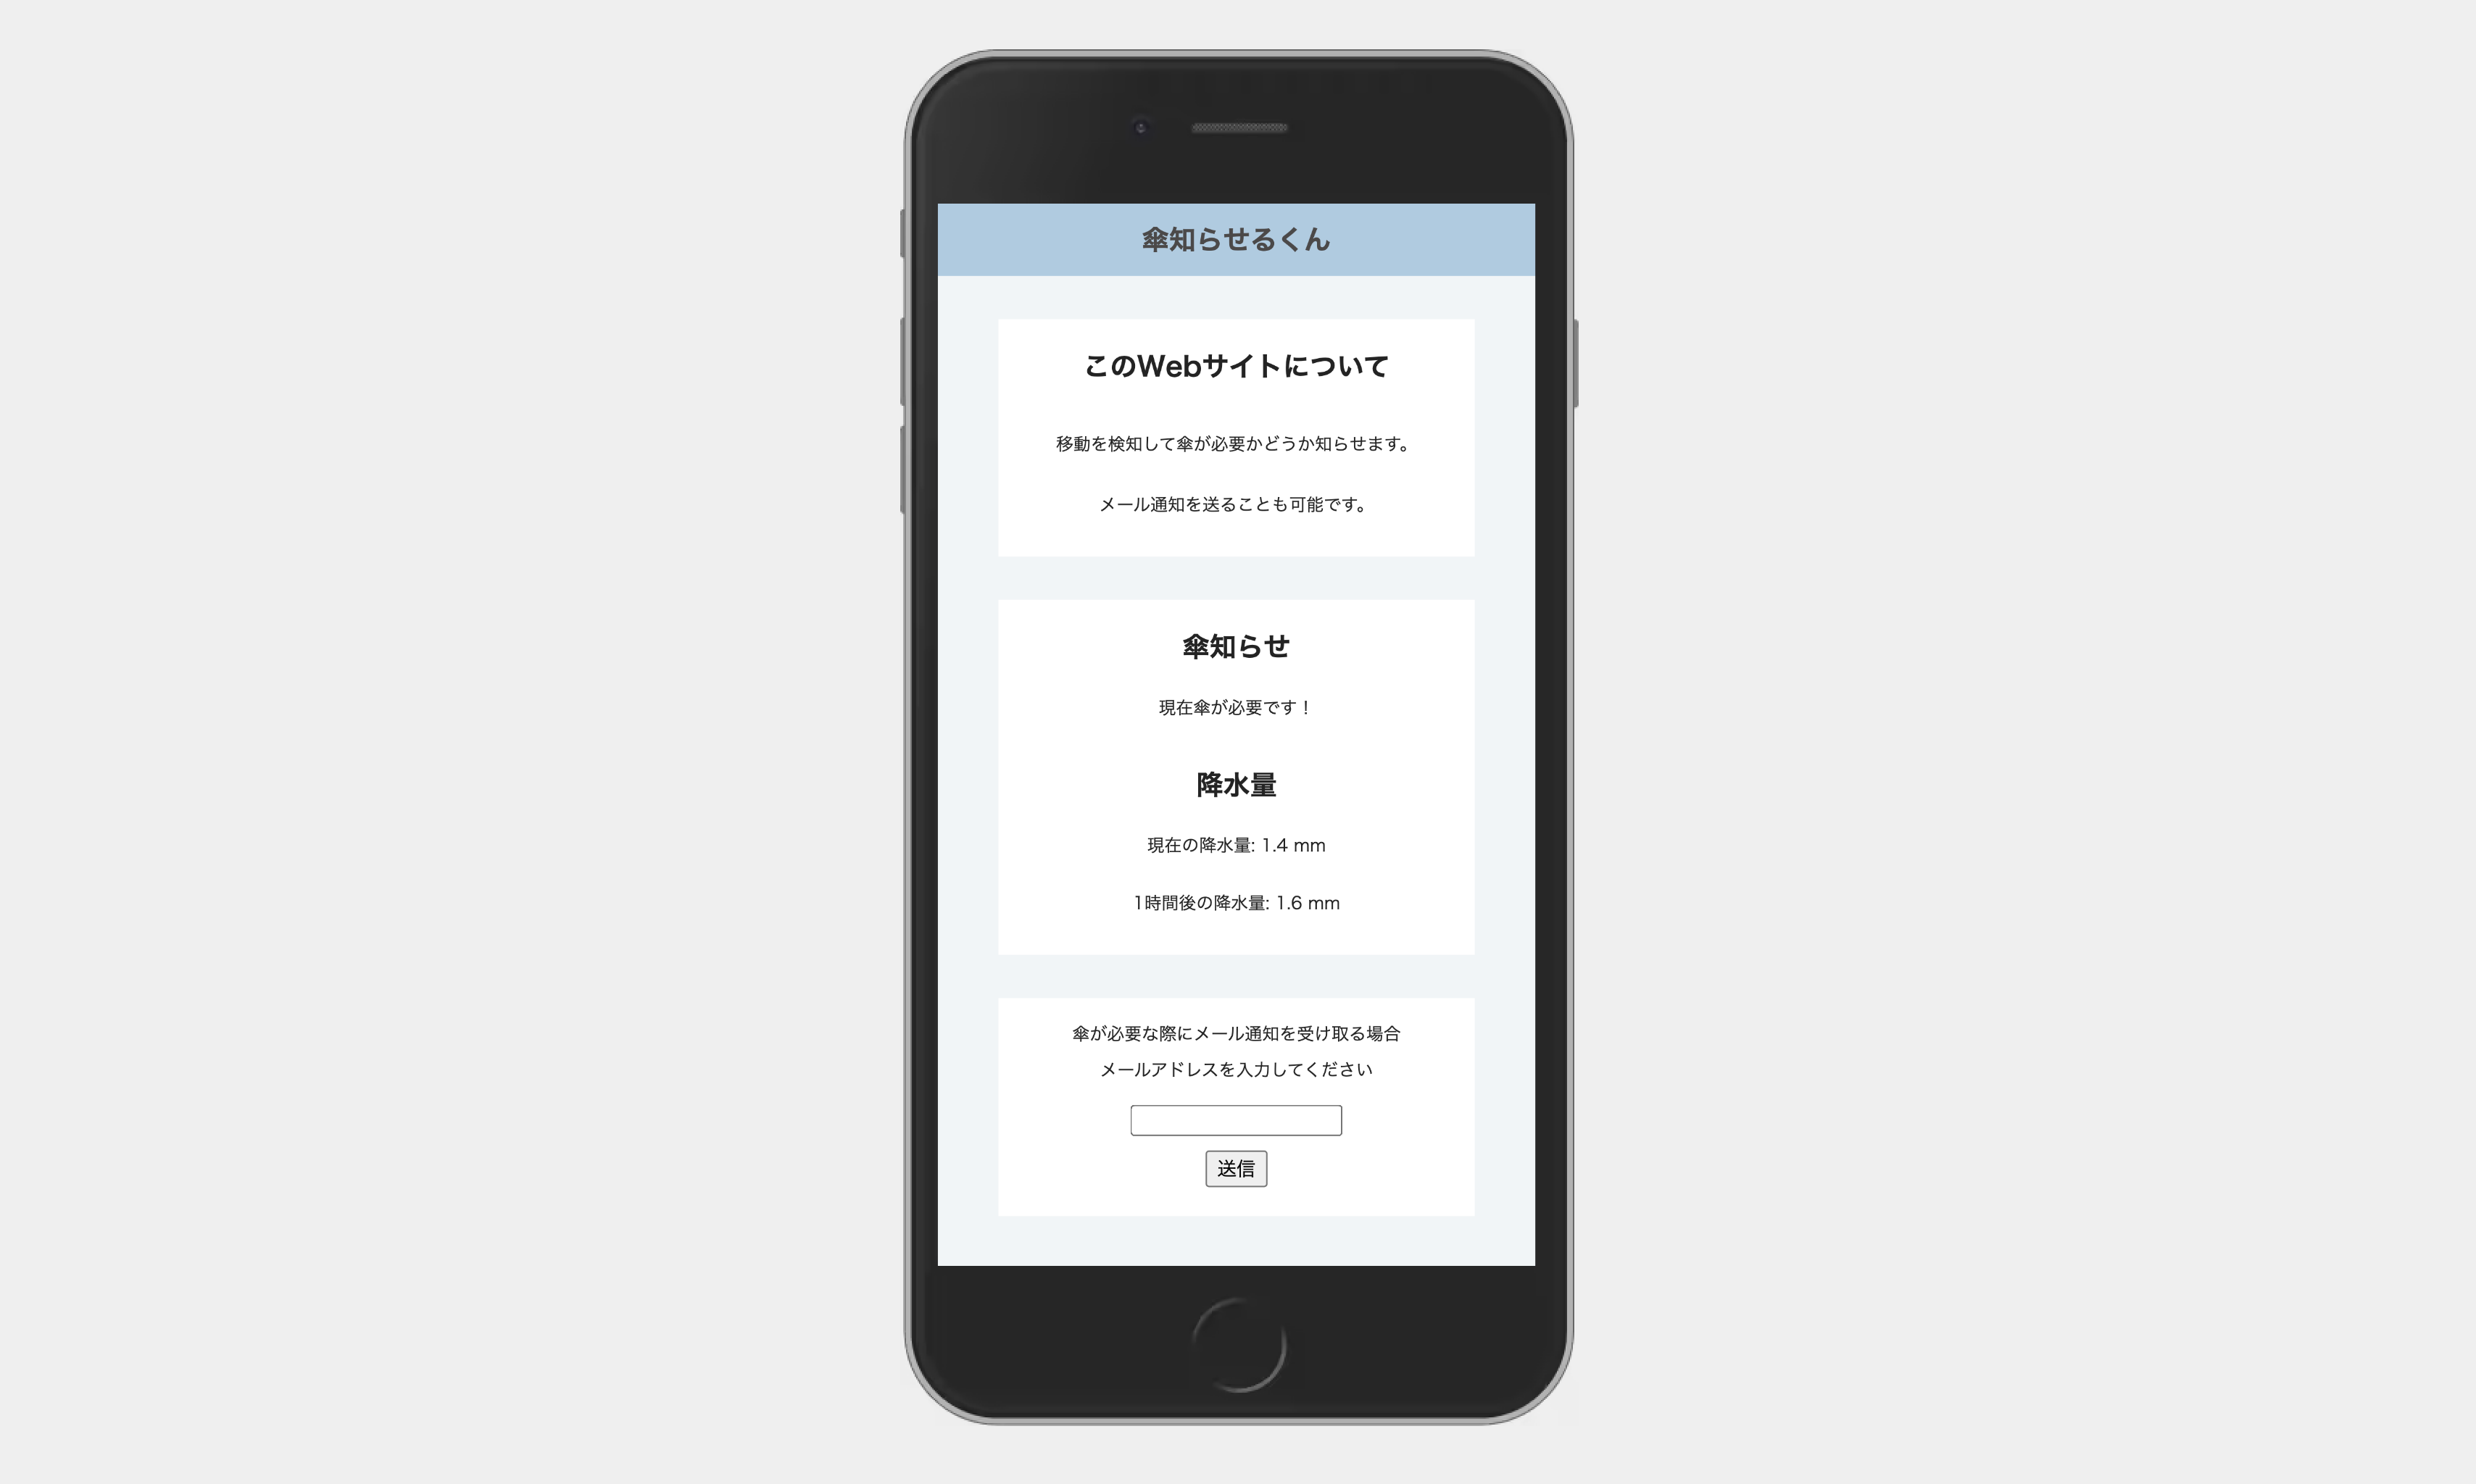 傘知らせるくん
このWebサイトについて
移動を検知して傘が必要かどうか知らせます。
メール通知を送ることも可能です。
傘知らせ
現在傘が必要です！
降水量
現在の降水量: 1.4 mm
1時間後の降水量: 1.6 mm
傘が必要な際にメール通知を受け取る場合
メールアドレスを入力してください
送信